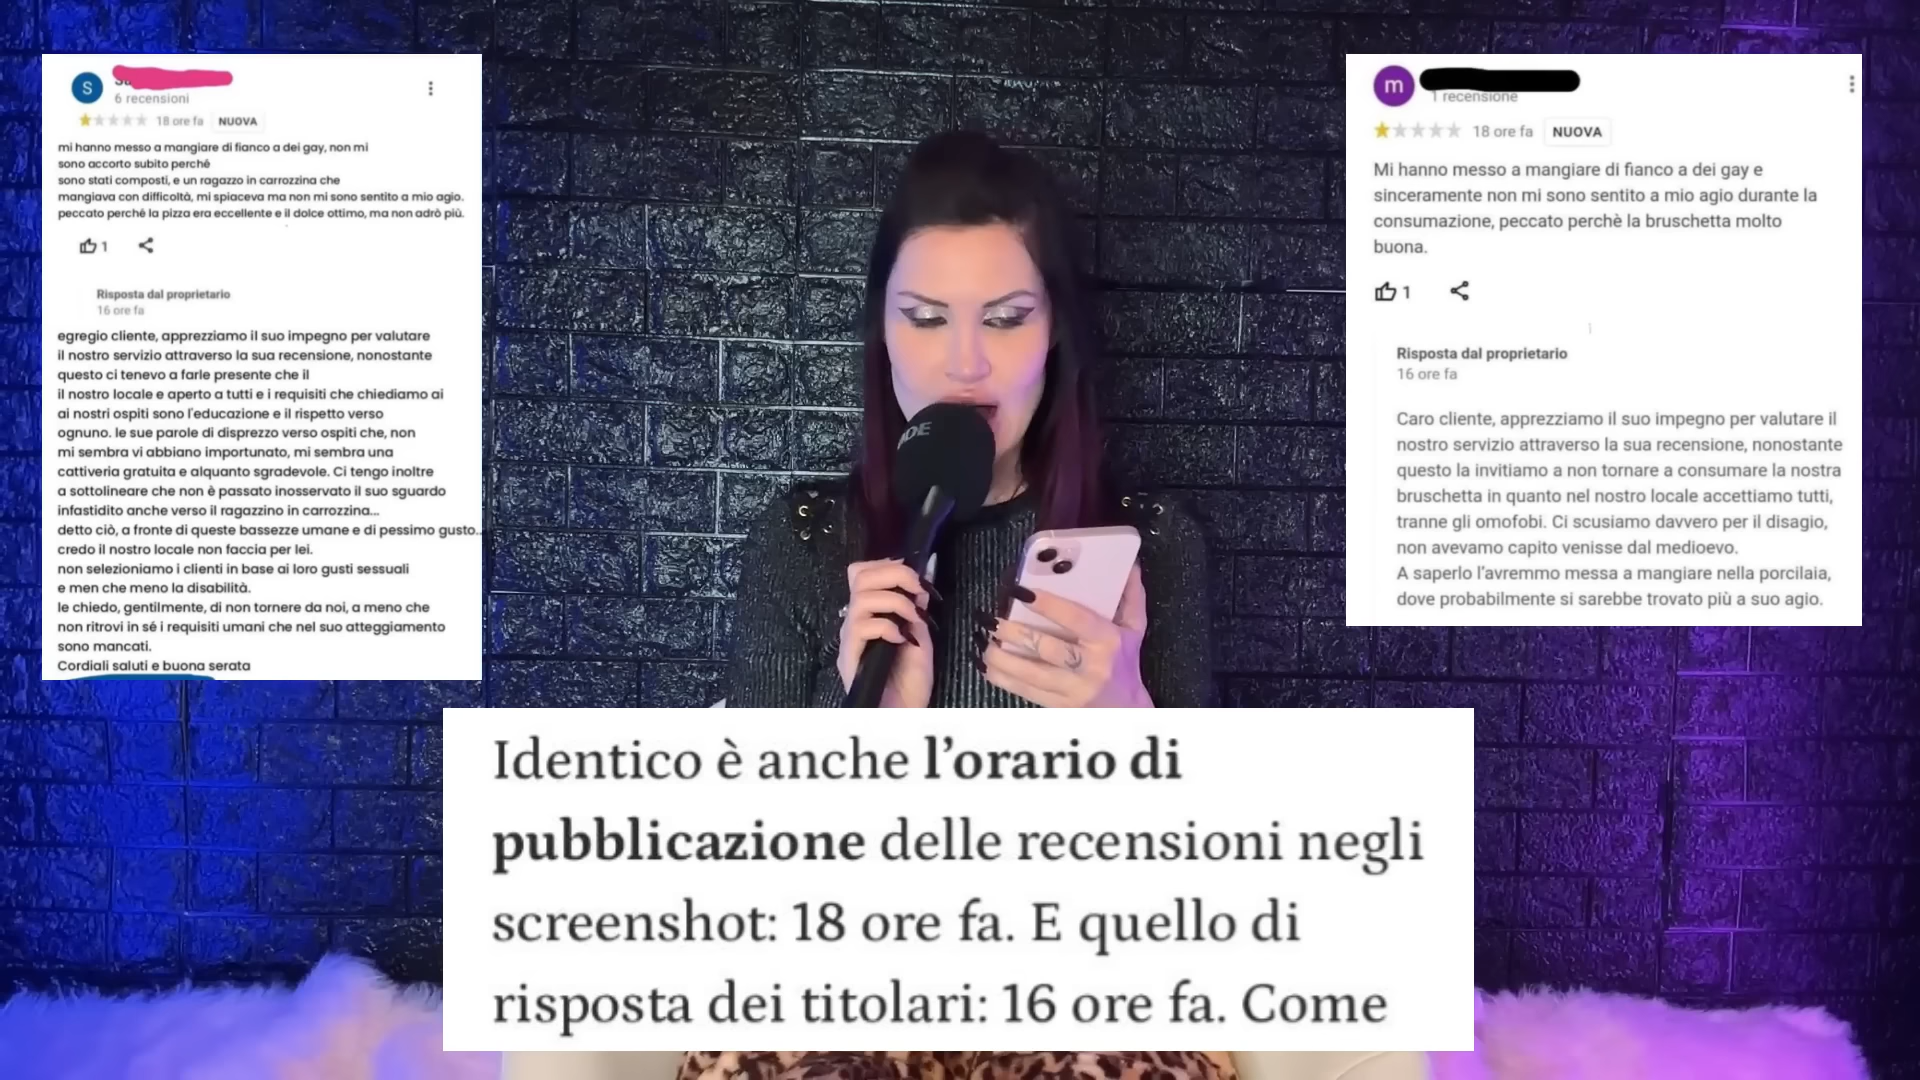 S
6 recensioni
18 ore fa NUOVA
mi hanno messo a mangiare di fianco a dei gay, non mi
sono accorto subito perché
sono stati composti, e un ragazzo in carrozzina che
mangiava con difficoltà, mi spiaceva ma non mi sono sentito a mio agio.
peccato perché la pizza era eccellente e il dolce ottimo, ma non adrò più.
1
Risposta dal proprietario
16 ore fa
egregio cliente, apprezziamo il suo impegno per valutare
il nostro servizio attraverso la sua recensione, nonostante
questo ci tenevo a farle presente che il
il nostro locale e aperto a tutti e i requisiti che chiediamo ai
ai nostri ospiti sono l'educazione e il rispetto verso
ognuno. le sue parole di disprezzo verso ospiti che, non
mi sembra vi abbiano importunato, mi sembra una
cattiveria gratuita e alquanto sgradevole. Ci tengo inoltre
a sottolineare che non è passato inosservato il suo sguardo
infastidito anche verso il ragazzino in carrozzina...
detto ciò, a fronte di queste bassezze umane e di pessimo gusto...
credo il nostro locale non faccia per lei.
non selezioniamo i clienti in base ai loro gusti sessuali
e men che meno la disabilità.
le chiedo, gentilmente, di non tornere da noi, a meno che
non ritrovi in sé i requisiti umani che nel suo atteggiamento
sono mancati.
Cordiali saluti e buona serata
m
1 recensione
18 ore fa NUOVA
Mi hanno messo a mangiare di fianco a dei gay e
sinceramente non mi sono sentito a mio agio durante la
consumazione, peccato perchè la bruschetta molto
buona.
1
Risposta dal proprietario
16 ore fa
Caro cliente, apprezziamo il suo impegno per valutare il
nostro servizio attraverso la sua recensione, nonostante
questo la invitiamo a non tornare a consumare la nostra
bruschetta in quanto nel nostro locale accettiamo tutti,
tranne gli omofobi. Ci scusiamo davvero per il disagio,
non avevamo capito venisse dal medioevo.
A saperlo l'avremmo messa a mangiare nella porcilaia,
dove probabilmente si sarebbe trovato più a suo agio.
Identico è anche l'orario di
pubblicazione delle recensioni negli
screenshot: 18 ore fa. E quello di
risposta dei titolari: 16 ore fa. Come